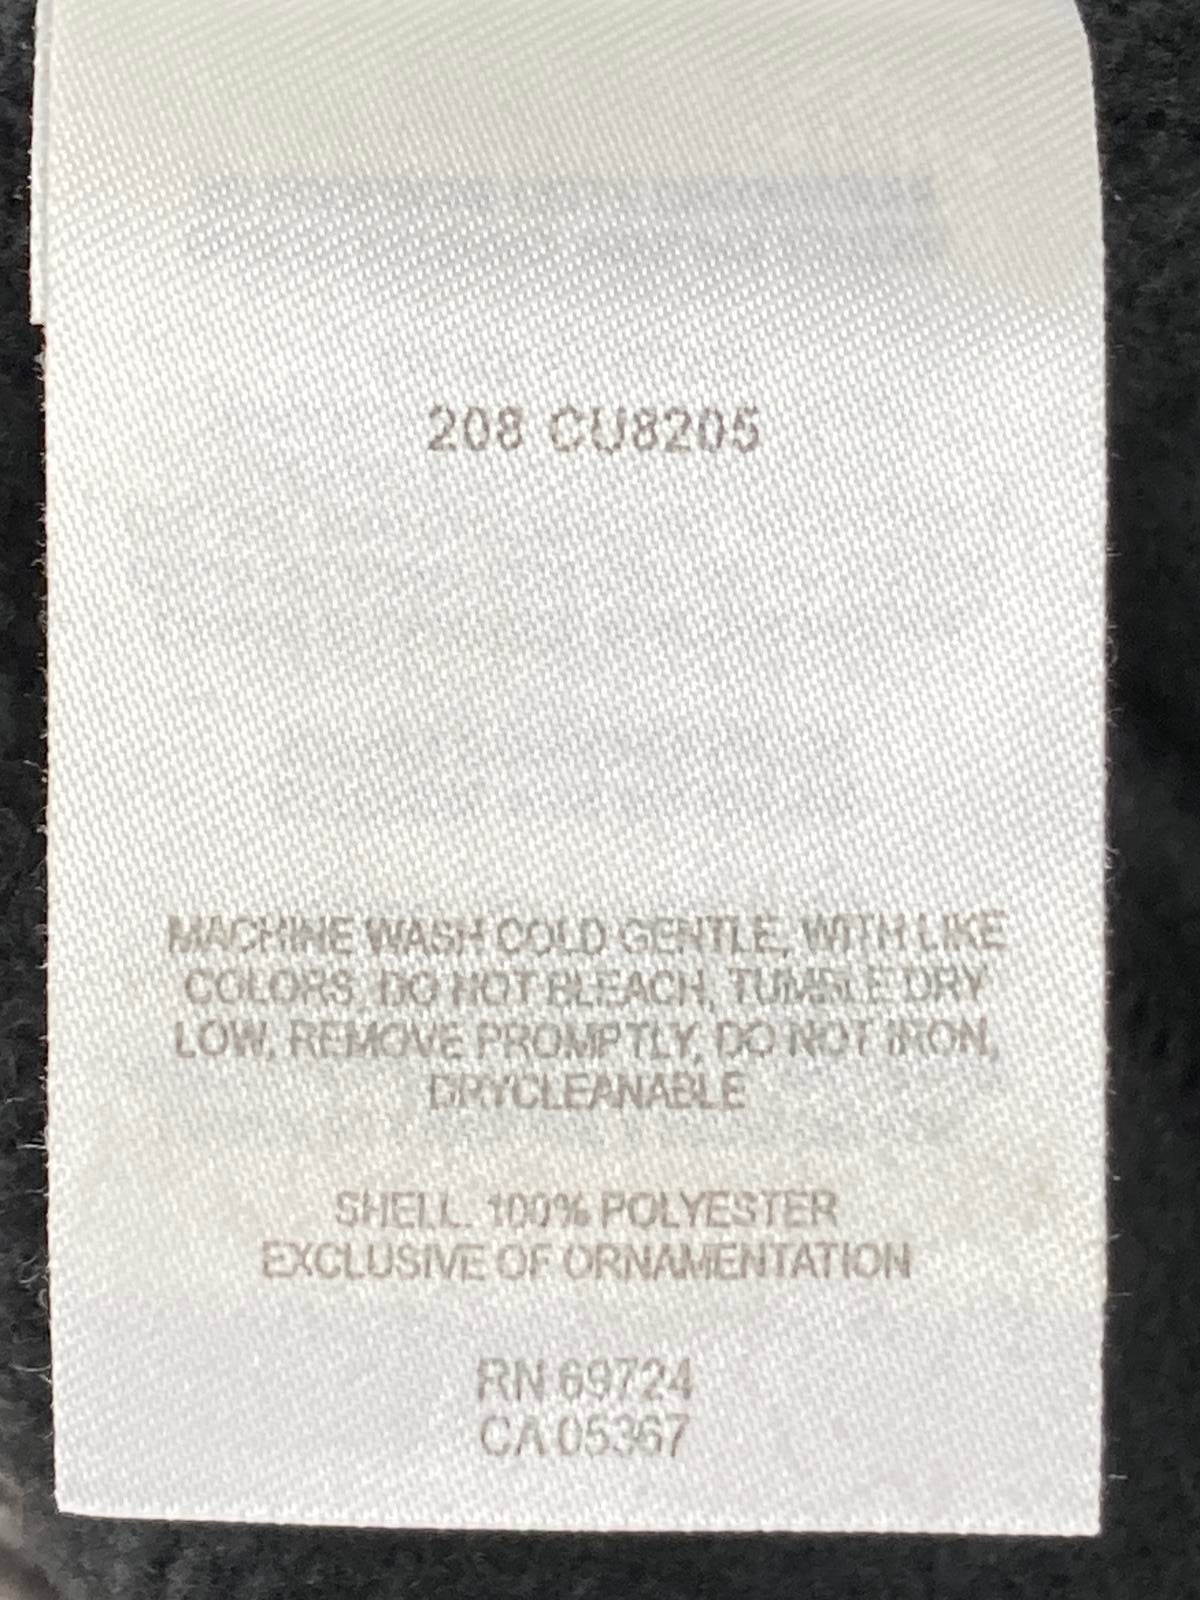 208 CU8205
MACHINE WASH COLD GENTLE, WITH LIKE
COLORS, DO NOT BLEACH, TUMBLE DRY
LOW, REMOVE PROMPTLY, DO NOT IRON,
DRYCLEANABLE
SHELL. 100% POLYESTER
EXCLUSIVE OF ORNAMENTATION
RN 69724
CA 05367